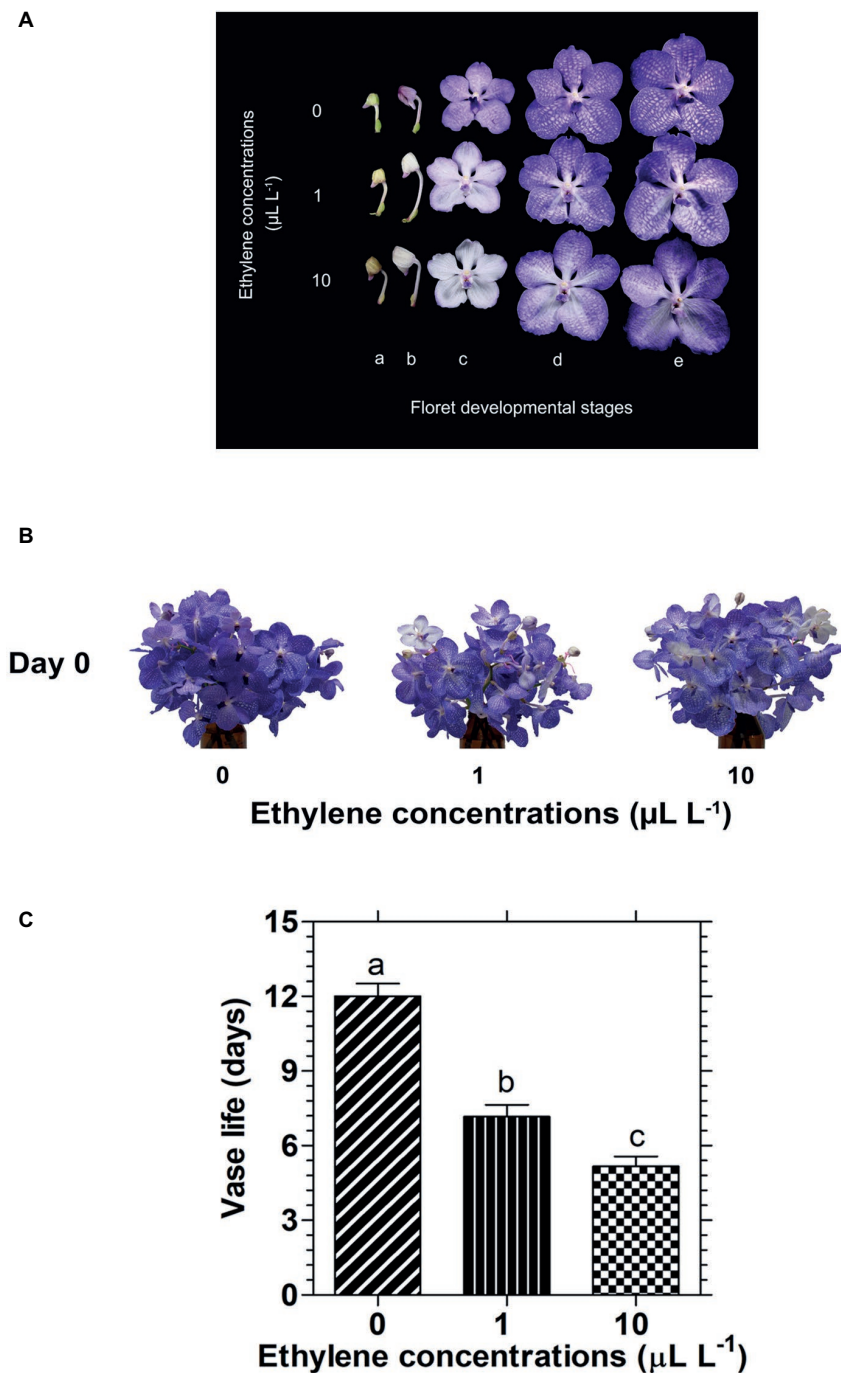 A
Ethylene concentrations
(µL L⁻¹)
0
1
10
a b c d e
Floret developmental stages
B
Day 0
0 1 10
Ethylene concentrations (µL L⁻¹)
C
Vase life (days)
15
12
9
6
3
0
a
b
c
0 1 10
Ethylene concentrations (µL L⁻¹)